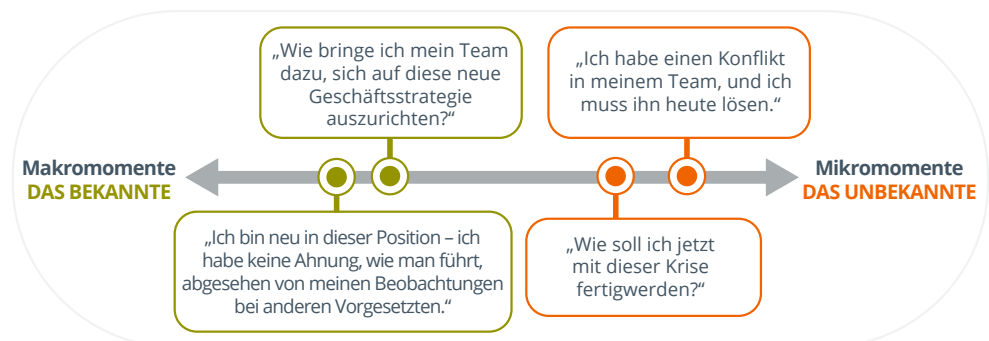 „Wie bringe ich mein Team
dazu, sich auf diese neue
Geschäftsstrategie
auszurichten?“
„Ich habe einen Konflikt
in meinem Team, und ich
muss ihn heute lösen.“
Makromomente
DAS BEKANNTE
Mikromomente
DAS UNBEKANNTE
„Ich bin neu in dieser Position – ich
habe keine Ahnung, wie man führt,
abgesehen von meinen Beobachtungen
bei anderen Vorgesetzten.“
„Wie soll ich jetzt
mit dieser Krise
fertigwerden?“